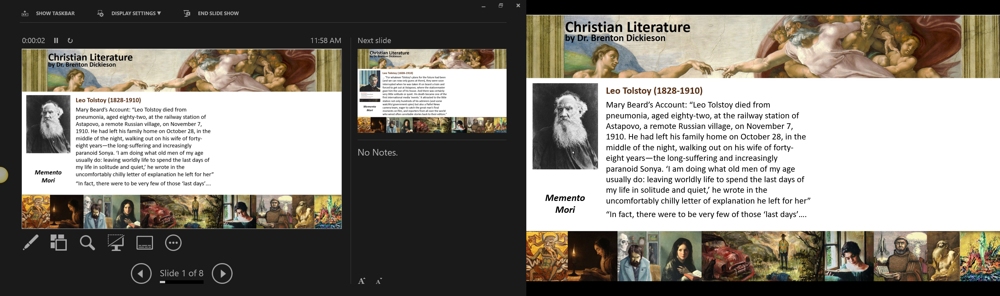 SHOW TASKBAR
DISPLAY SETTINGS ▼
END SLIDE SHOW
0:00:02
11:58 AM
Christian Literature
by Dr. Brenton Dickieson
Leo Tolstoy (1828-1910)
Mary Beard’s Account: “Leo Tolstoy died from
pneumonia, aged eighty-two, at the railway station of
Astapovo, a remote Russian village, on November 7,
1910. He had left his family home on October 28, in the
middle of the night, walking out on his wife of forty-
eight years—the long-suffering and increasingly
paranoid Sonya. ‘I am doing what old men of my age
usually do: leaving worldly life to spend the last days of
my life in solitude and quiet,’ he wrote in the
uncomfortably chilly letter of explanation he left for her”
“In fact, there were to be very few of those ‘last days’....
Memento
Mori
Slide 1 of 8
Next slide
Christian Literature
by Dr. Brenton Dickieson
Leo Tolstoy (1828-1910)
... “For whatever Tolstoy’s plans for the future had been
(and we can now only guess at them), they were soon
interrupted when he was taken ill on board a train and
forced to get out at Astapovo, where the stationmaster
gave him the use of his house. And there was certainly
very little solitude or quiet. His death became one of the
first international media ‘events.’ It attracted to the little
station not only hundreds of his admirers (and some
watchful government spies) but also a Pathé News
camera team, eager to catch the great man’s final
moments on film, and reporters from all over the world
who wired often unreliable stories back to their editors.”
Memento
Mori
No Notes.
A A
Christian Literature
by Dr. Brenton Dickieson
Leo Tolstoy (1828-1910)
Mary Beard’s Account: “Leo Tolstoy died from
pneumonia, aged eighty-two, at the railway station of
Astapovo, a remote Russian village, on November 7,
1910. He had left his family home on October 28, in the
middle of the night, walking out on his wife of forty-
eight years—the long-suffering and increasingly
paranoid Sonya. ‘I am doing what old men of my age
usually do: leaving worldly life to spend the last days of
my life in solitude and quiet,’ he wrote in the
uncomfortably chilly letter of explanation he left for her”
“In fact, there were to be very few of those ‘last days’....
Memento
Mori